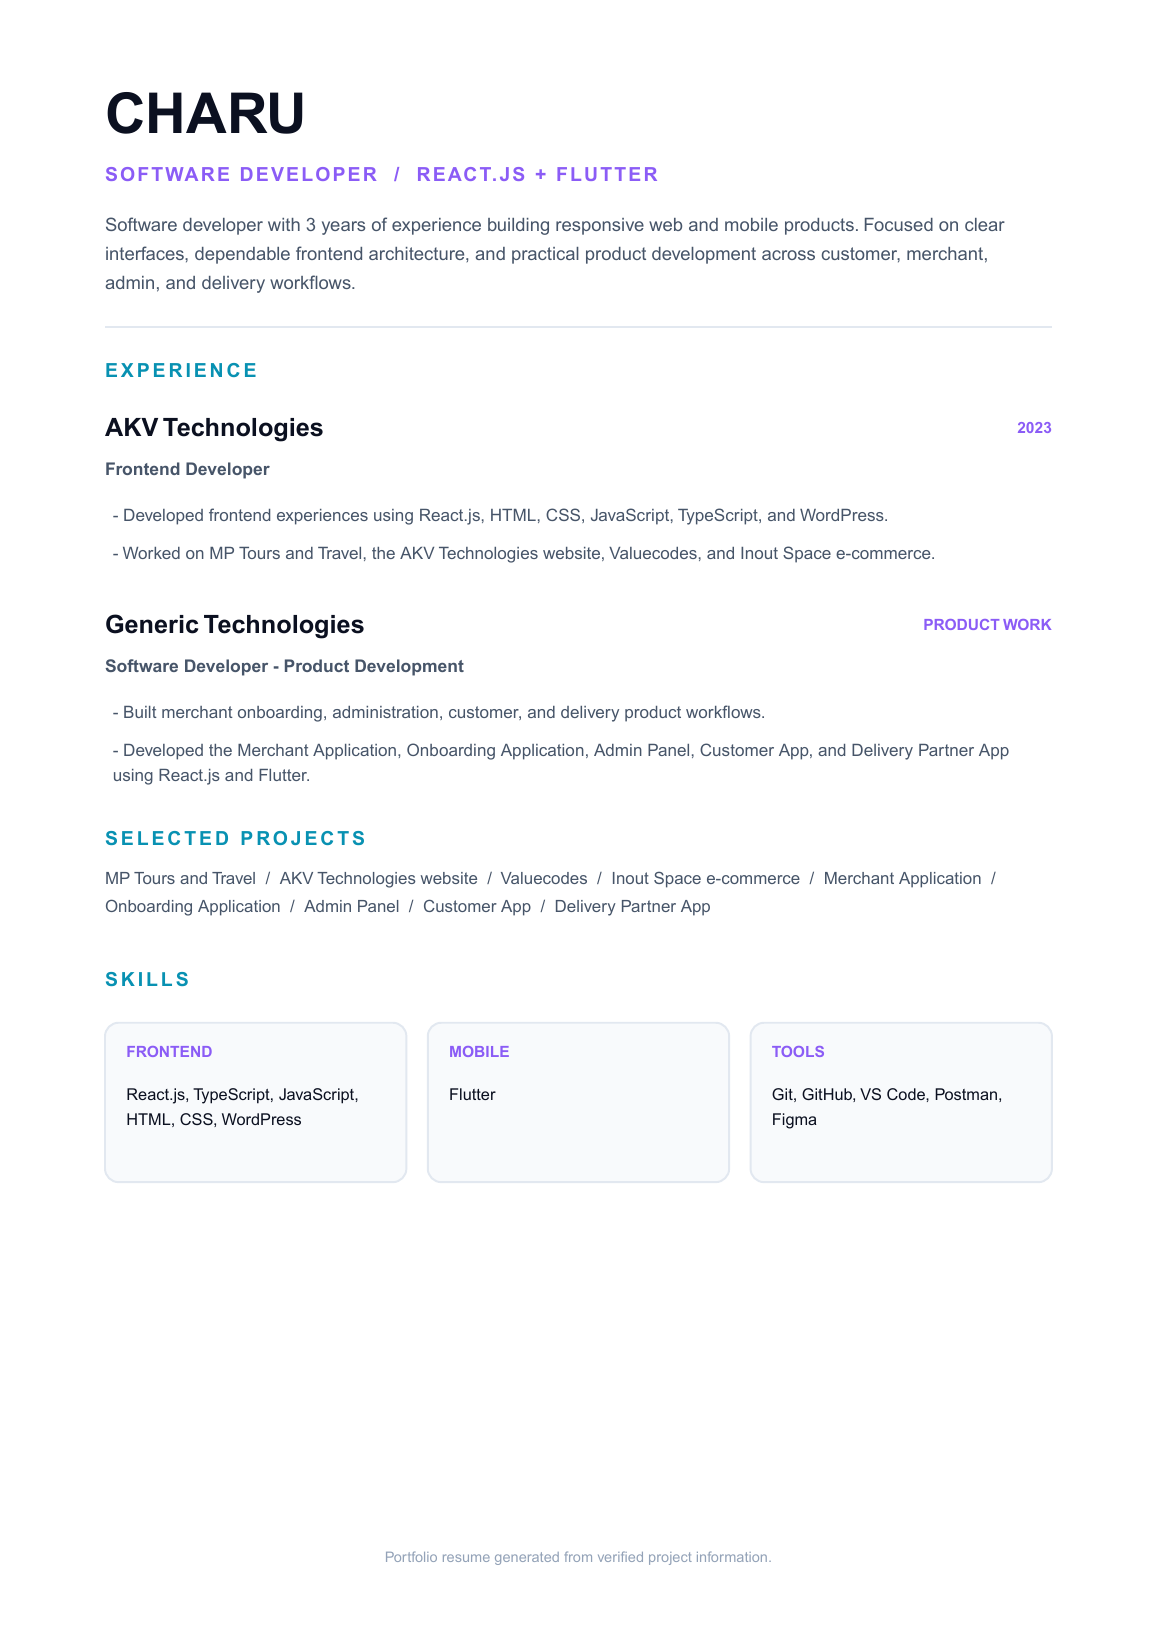 CHARU
SOFTWARE DEVELOPER / REACT.JS + FLUTTER
Software developer with 3 years of experience building responsive web and mobile products. Focused on clear
interfaces, dependable frontend architecture, and practical product development across customer, merchant,
admin, and delivery workflows.
EXPERIENCE
AKV Technologies
2023
Frontend Developer
- Developed frontend experiences using React.js, HTML, CSS, JavaScript, TypeScript, and WordPress.
- Worked on MP Tours and Travel, the AKV Technologies website, Valuecodes, and Inout Space e-commerce.
Generic Technologies
PRODUCT WORK
Software Developer - Product Development
- Built merchant onboarding, administration, customer, and delivery product workflows.
- Developed the Merchant Application, Onboarding Application, Admin Panel, Customer App, and Delivery Partner App
using React.js and Flutter.
SELECTED PROJECTS
MP Tours and Travel / AKV Technologies website / Valuecodes / Inout Space e-commerce / Merchant Application /
Onboarding Application / Admin Panel / Customer App / Delivery Partner App
SKILLS
FRONTEND
React.js, TypeScript, JavaScript,
HTML, CSS, WordPress
MOBILE
Flutter
TOOLS
Git, GitHub, VS Code, Postman,
Figma
Portfolio resume generated from verified project information.